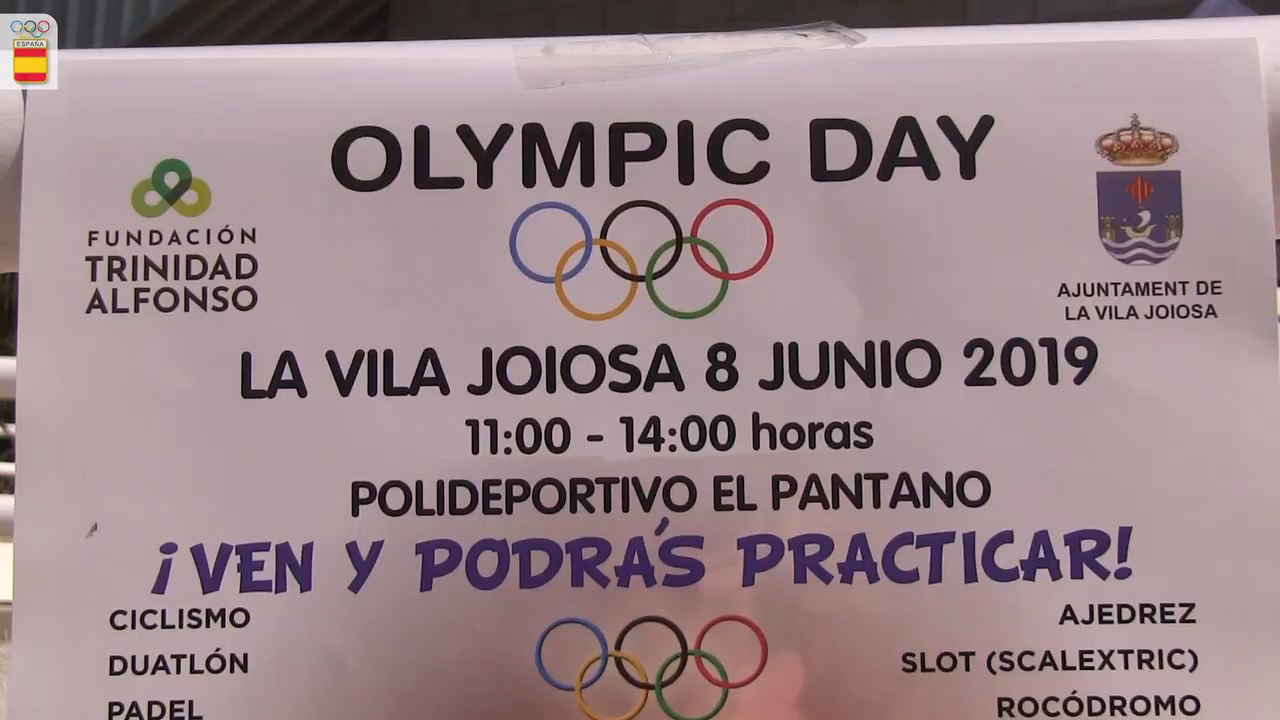 ESPAÑA
OLYMPIC DAY
FUNDACIÓN
TRINIDAD
ALFONSO
AJUNTAMENT DE
LA VILA JOIOSA
LA VILA JOIOSA 8 JUNIO 2019
11:00 - 14:00 horas
POLIDEPORTIVO EL PANTANO
¡VEN Y PODRÁS PRACTICAR!
CICLISMO
DUATLÓN
PADEL
AJEDREZ
SLOT (SCALEXTRIC)
ROCÓDROMO